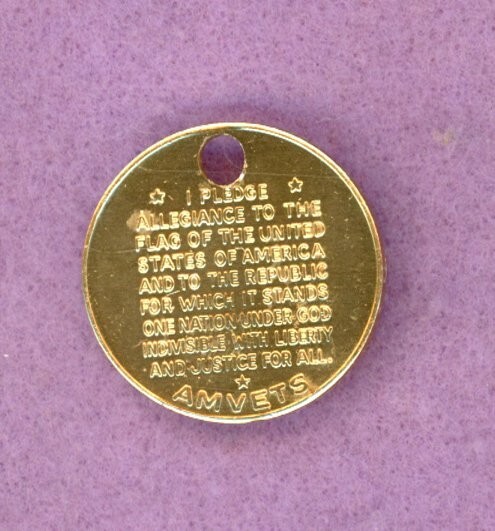 I PLEDGE
ALLEGIANCE TO THE
FLAG OF THE UNITED
STATES OF AMERICA
AND TO THE REPUBLIC
FOR WHICH IT STANDS
ONE NATION UNDER GOD
INDIVISIBLE WITH LIBERTY
AND JUSTICE FOR ALL.
AMVETS